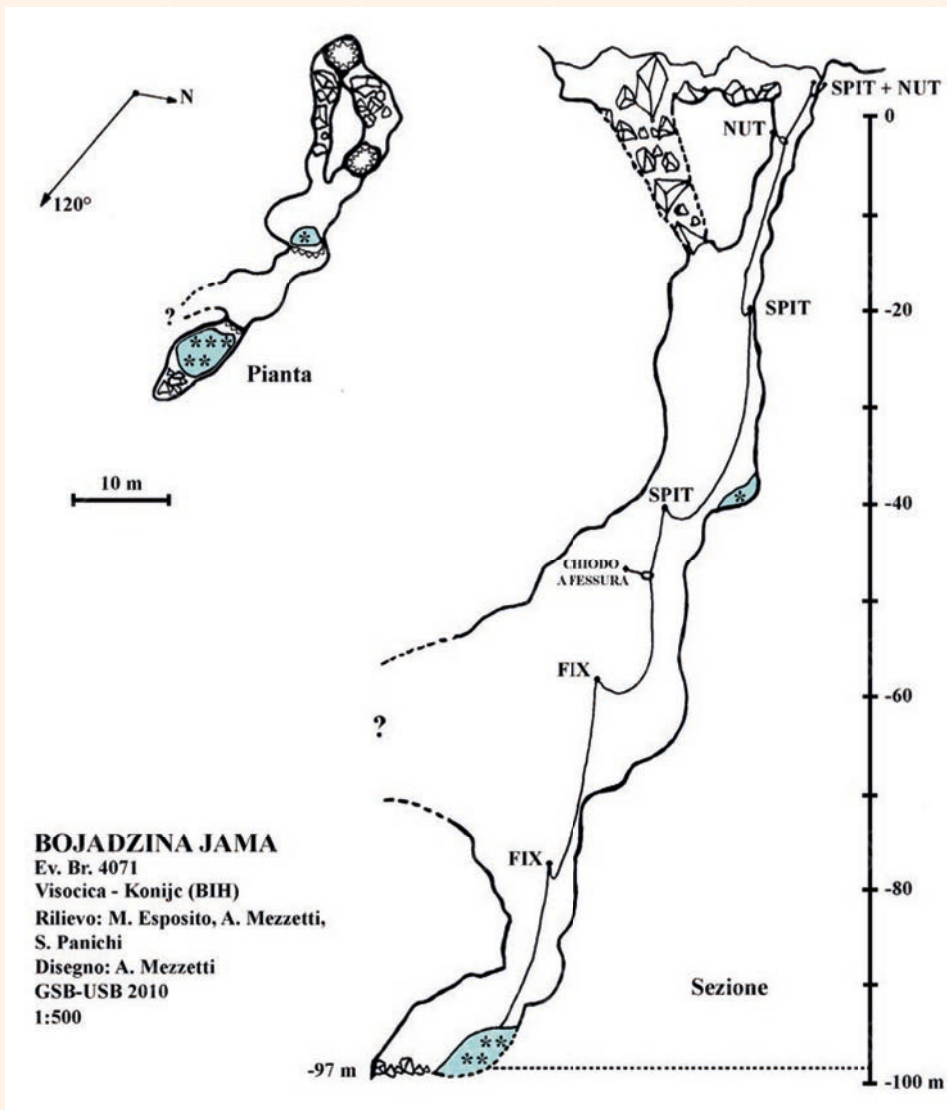 N
120°
?
Pianta
10 m
SPIT + NUT
0
NUT
SPIT
-20
SPIT
-40
CHIODO
A FESSURA
FIX
-60
?
FIX
-80
BOJADZINA JAMA
Ev. Br. 4071
Visocica - Konijc (BIH)
Rilievo: M. Esposito, A. Mezzetti,
S. Panichi
Disegno: A. Mezzetti
GSB-USB 2010
1:500
Sezione
-97 m
-100 m